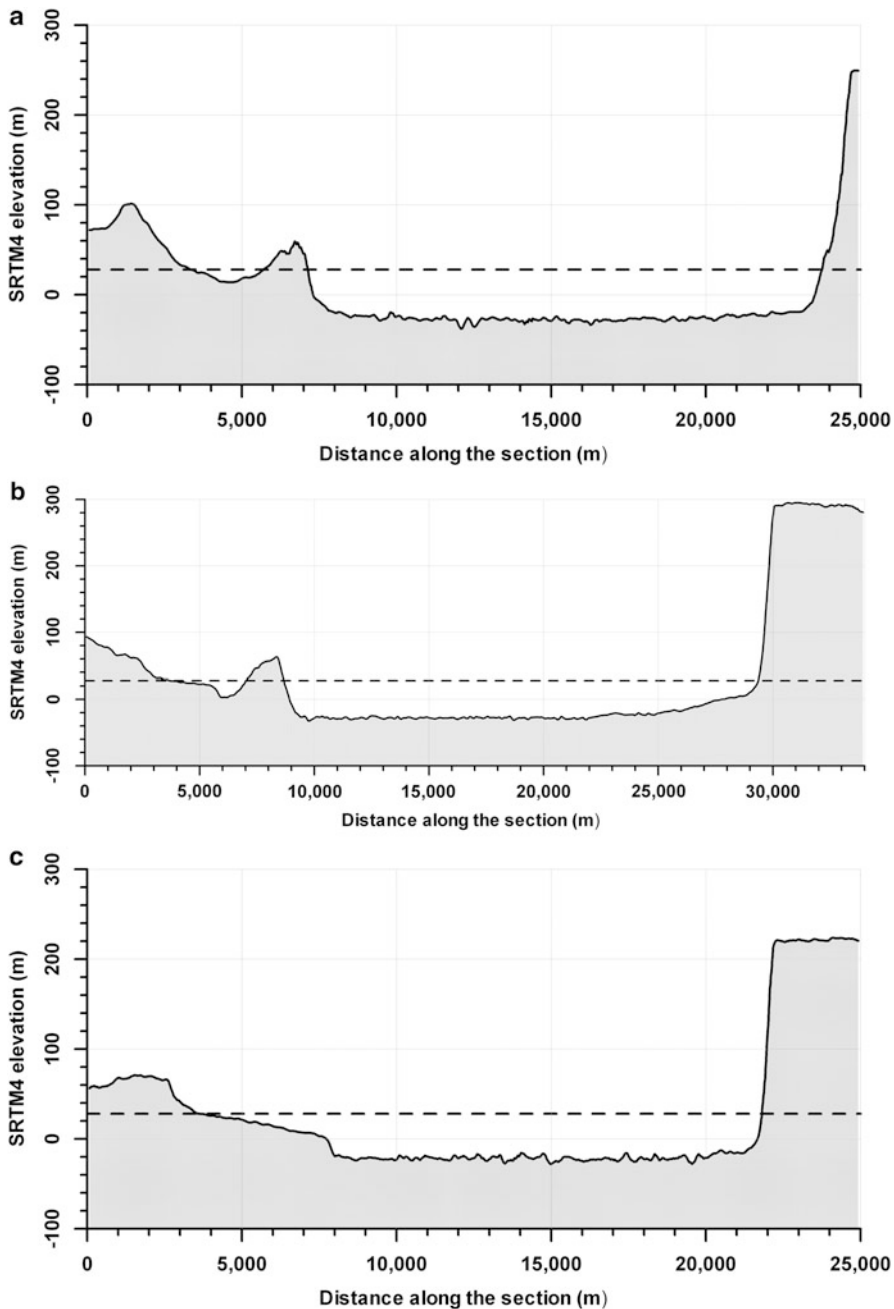 a
SRTM4 elevation (m)
300
200
100
0
-100
0 5,000 10,000 15,000 20,000 25,000
Distance along the section (m)
b
SRTM4 elevation (m)
300
200
100
0
-100
0 5,000 10,000 15,000 20,000 25,000 30,000
Distance along the section (m)
c
SRTM4 elevation (m)
300
200
100
0
-100
0 5,000 10,000 15,000 20,000 25,000
Distance along the section (m)